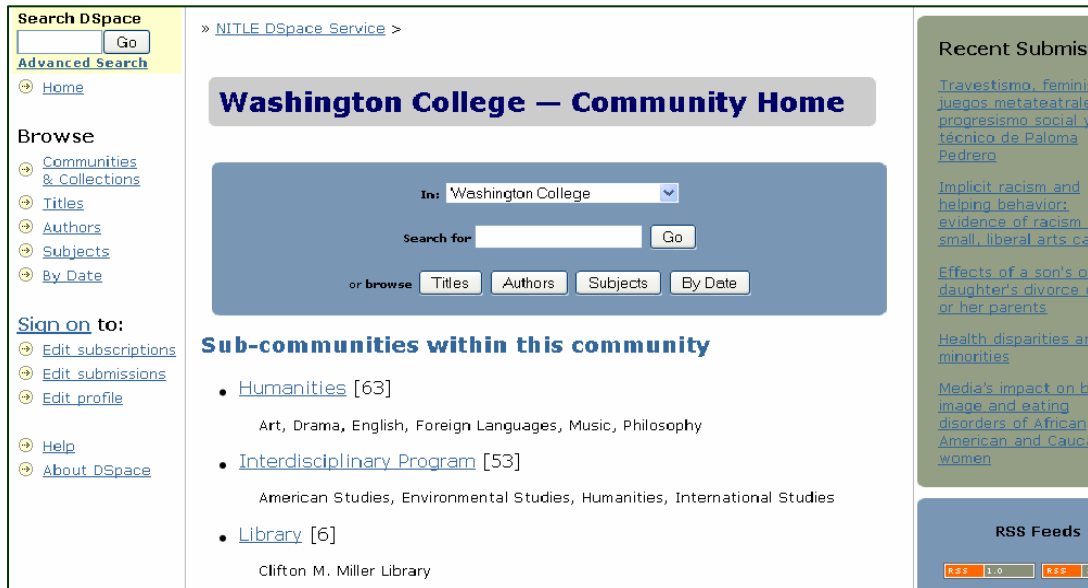 Search DSpace
Go
Advanced Search
Home
Browse
Communities
& Collections
Titles
Authors
Subjects
By Date
Sign on to:
Edit subscriptions
Edit submissions
Edit profile
Help
About DSpace
» NITLE DSpace Service >
Washington College — Community Home
In: Washington College
Search for Go
or browse Titles Authors Subjects By Date
Sub-communities within this community
• Humanities [63]
Art, Drama, English, Foreign Languages, Music, Philosophy
• Interdisciplinary Program [53]
American Studies, Environmental Studies, Humanities, International Studies
• Library [6]
Clifton M. Miller Library
Recent
Travestismo,
juegos
progresismo social y
técnico de Paloma
Pedrero
Implicit racism and
helping behavior:
evidence of racism
small, liberal arts
Effects of a son's
daughter's divorce
or her parents
Health disparities
minorities
Media's impact on
image and eating
disorders of African
American and
women
RSS Feeds
RSS 1.0 RSS